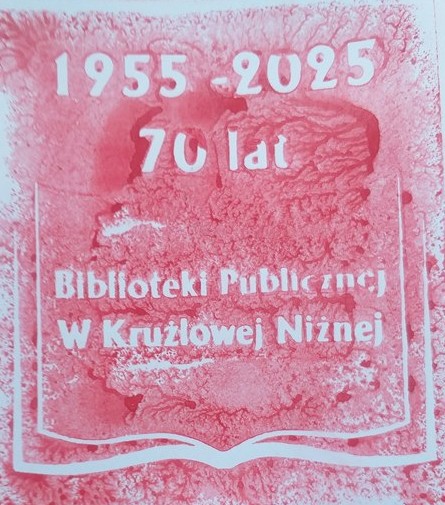 1955 -2025
70 lat
Biblioteki Publicznej
W Krużlowej Niżnej